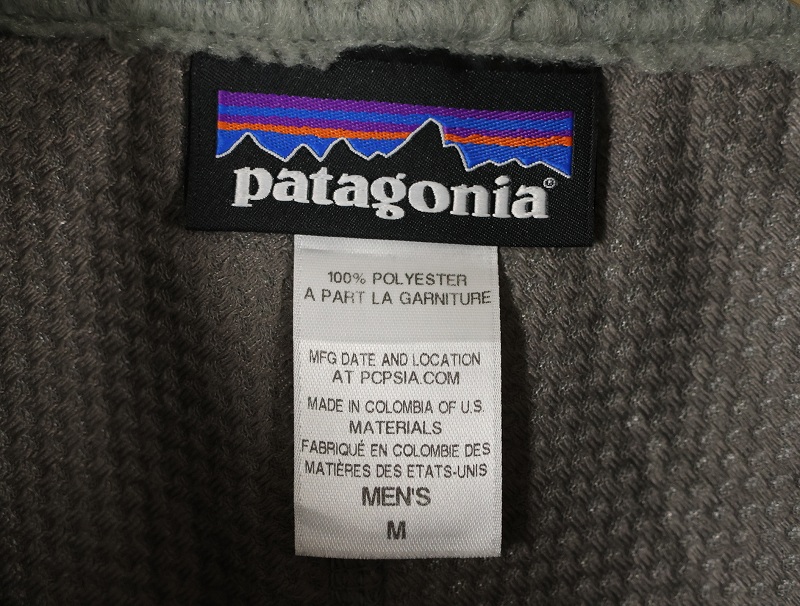 patagonia®
100% POLYESTER
A PART LA GARNITURE
MFG DATE AND LOCATION
AT PCPSIA.COM
MADE IN COLOMBIA OF U.S.
MATERIALS
FABRIQUÉ EN COLOMBIE DES
MATIÈRES DES ETATS-UNIS
MEN'S
M